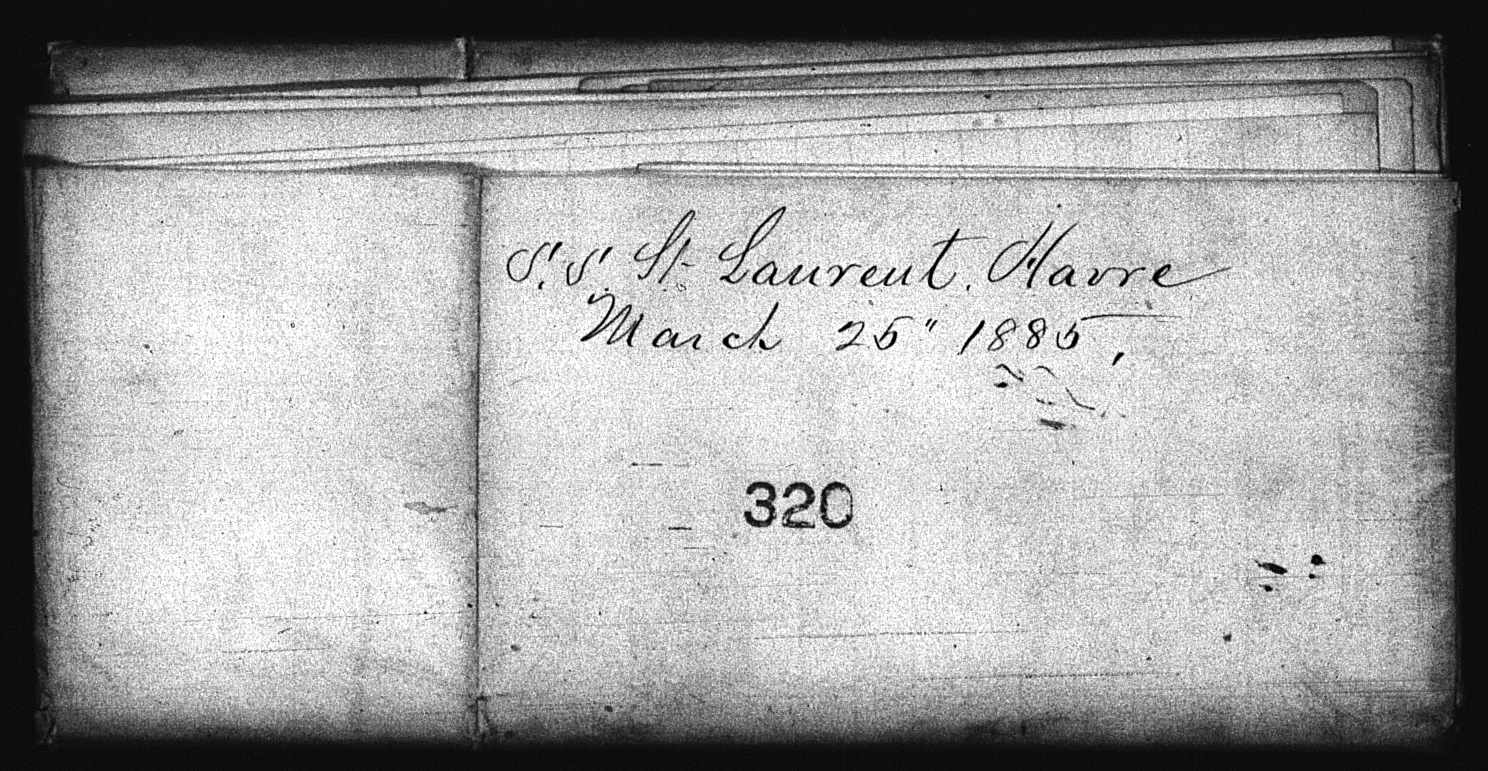 S.S. St. Laurent. Havre
March 25" 1885,
320